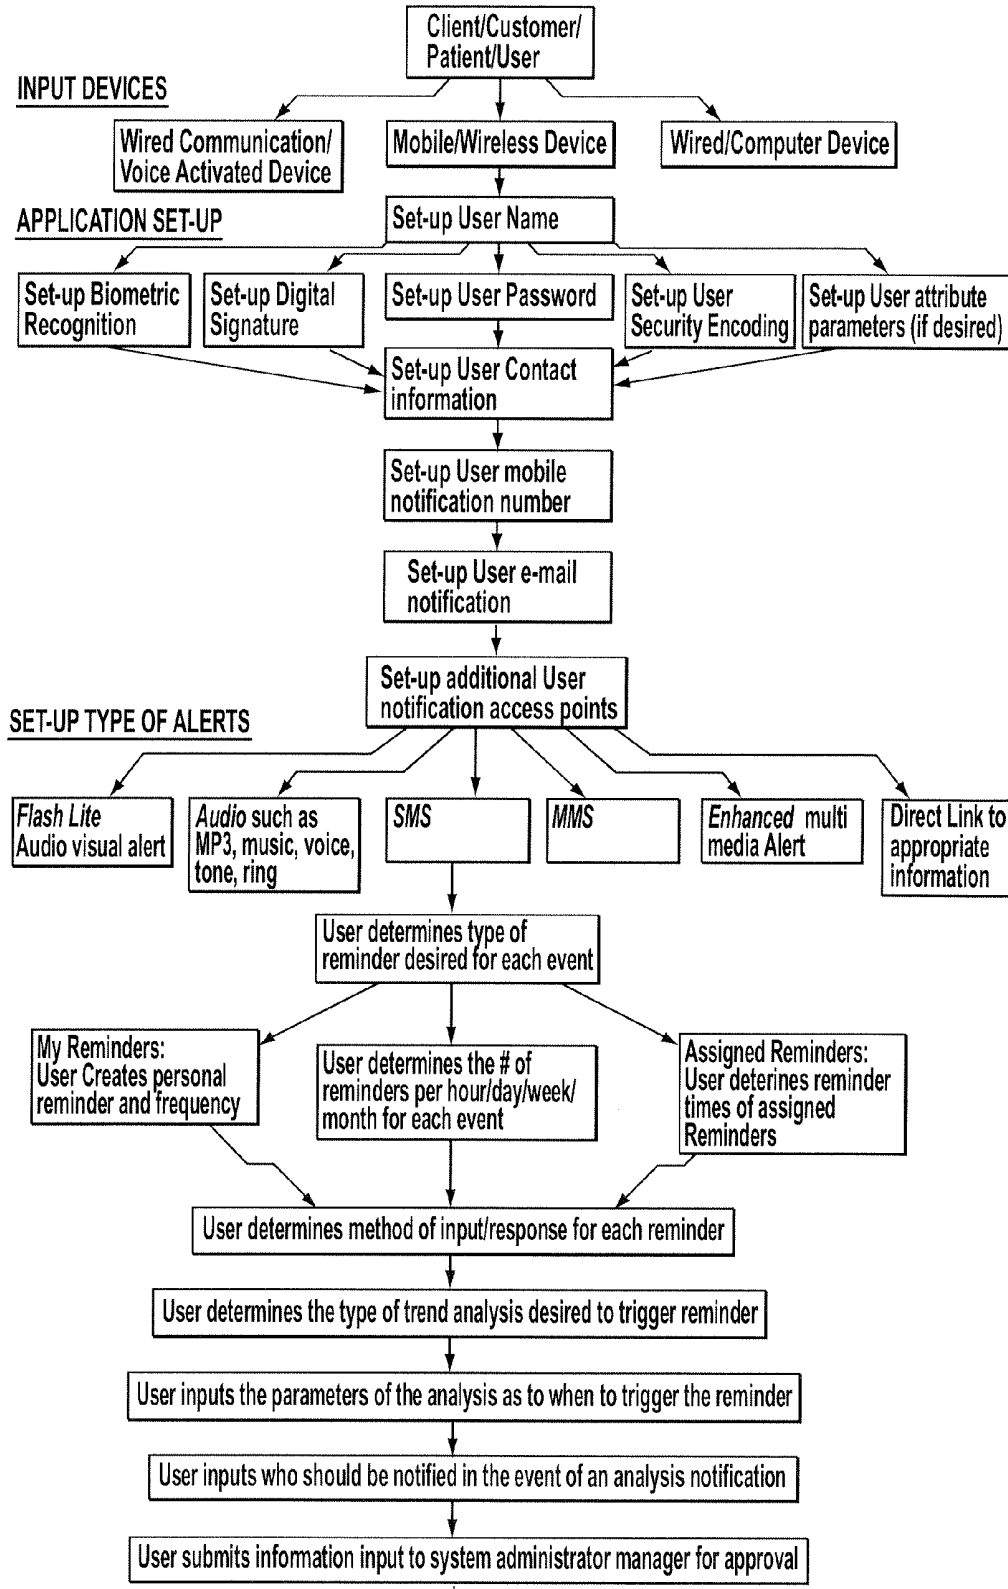 Client/Customer/
Patient/User
INPUT DEVICES
Wired Communication/
Voice Activated Device
Mobile/Wireless Device
Wired/Computer Device
APPLICATION SET-UP
Set-up User Name
Set-up Biometric
Recognition
Set-up Digital
Signature
Set-up User Password
Set-up User
Security Encoding
Set-up User attribute
parameters (if desired)
Set-up User Contact
information
Set-up User mobile
notification number
Set-up User e-mail
notification
Set-up additional User
notification access points
SET-UP TYPE OF ALERTS
Flash Lite
Audio visual alert
Audio such as
MP3, music, voice,
tone, ring
SMS
MMS
Enhanced multi
media Alert
Direct Link to
appropriate
information
User determines type of
reminder desired for each event
My Reminders:
User Creates personal
reminder and frequency
User determines the # of
reminders per hour/day/week/
month for each event
Assigned Reminders:
User deterines reminder
times of assigned
Reminders
User determines method of input/response for each reminder
User determines the type of trend analysis desired to trigger reminder
User inputs the parameters of the analysis as to when to trigger the reminder
User inputs who should be notified in the event of an analysis notification
User submits information input to system administrator manager for approval